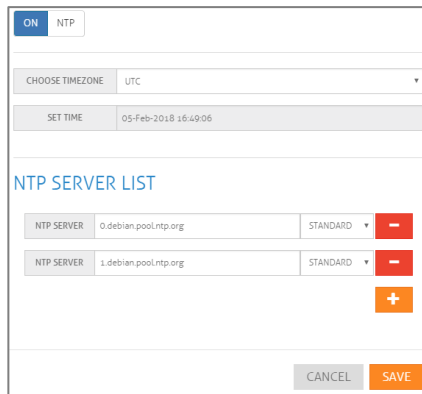 ON NTP
CHOOSE TIMEZONE UTC
SET TIME 05-Feb-2018 16:49:06
NTP SERVER LIST
NTP SERVER 0.debian.pool.ntp.org STANDARD
NTP SERVER 1.debian.pool.ntp.org STANDARD
CANCEL SAVE